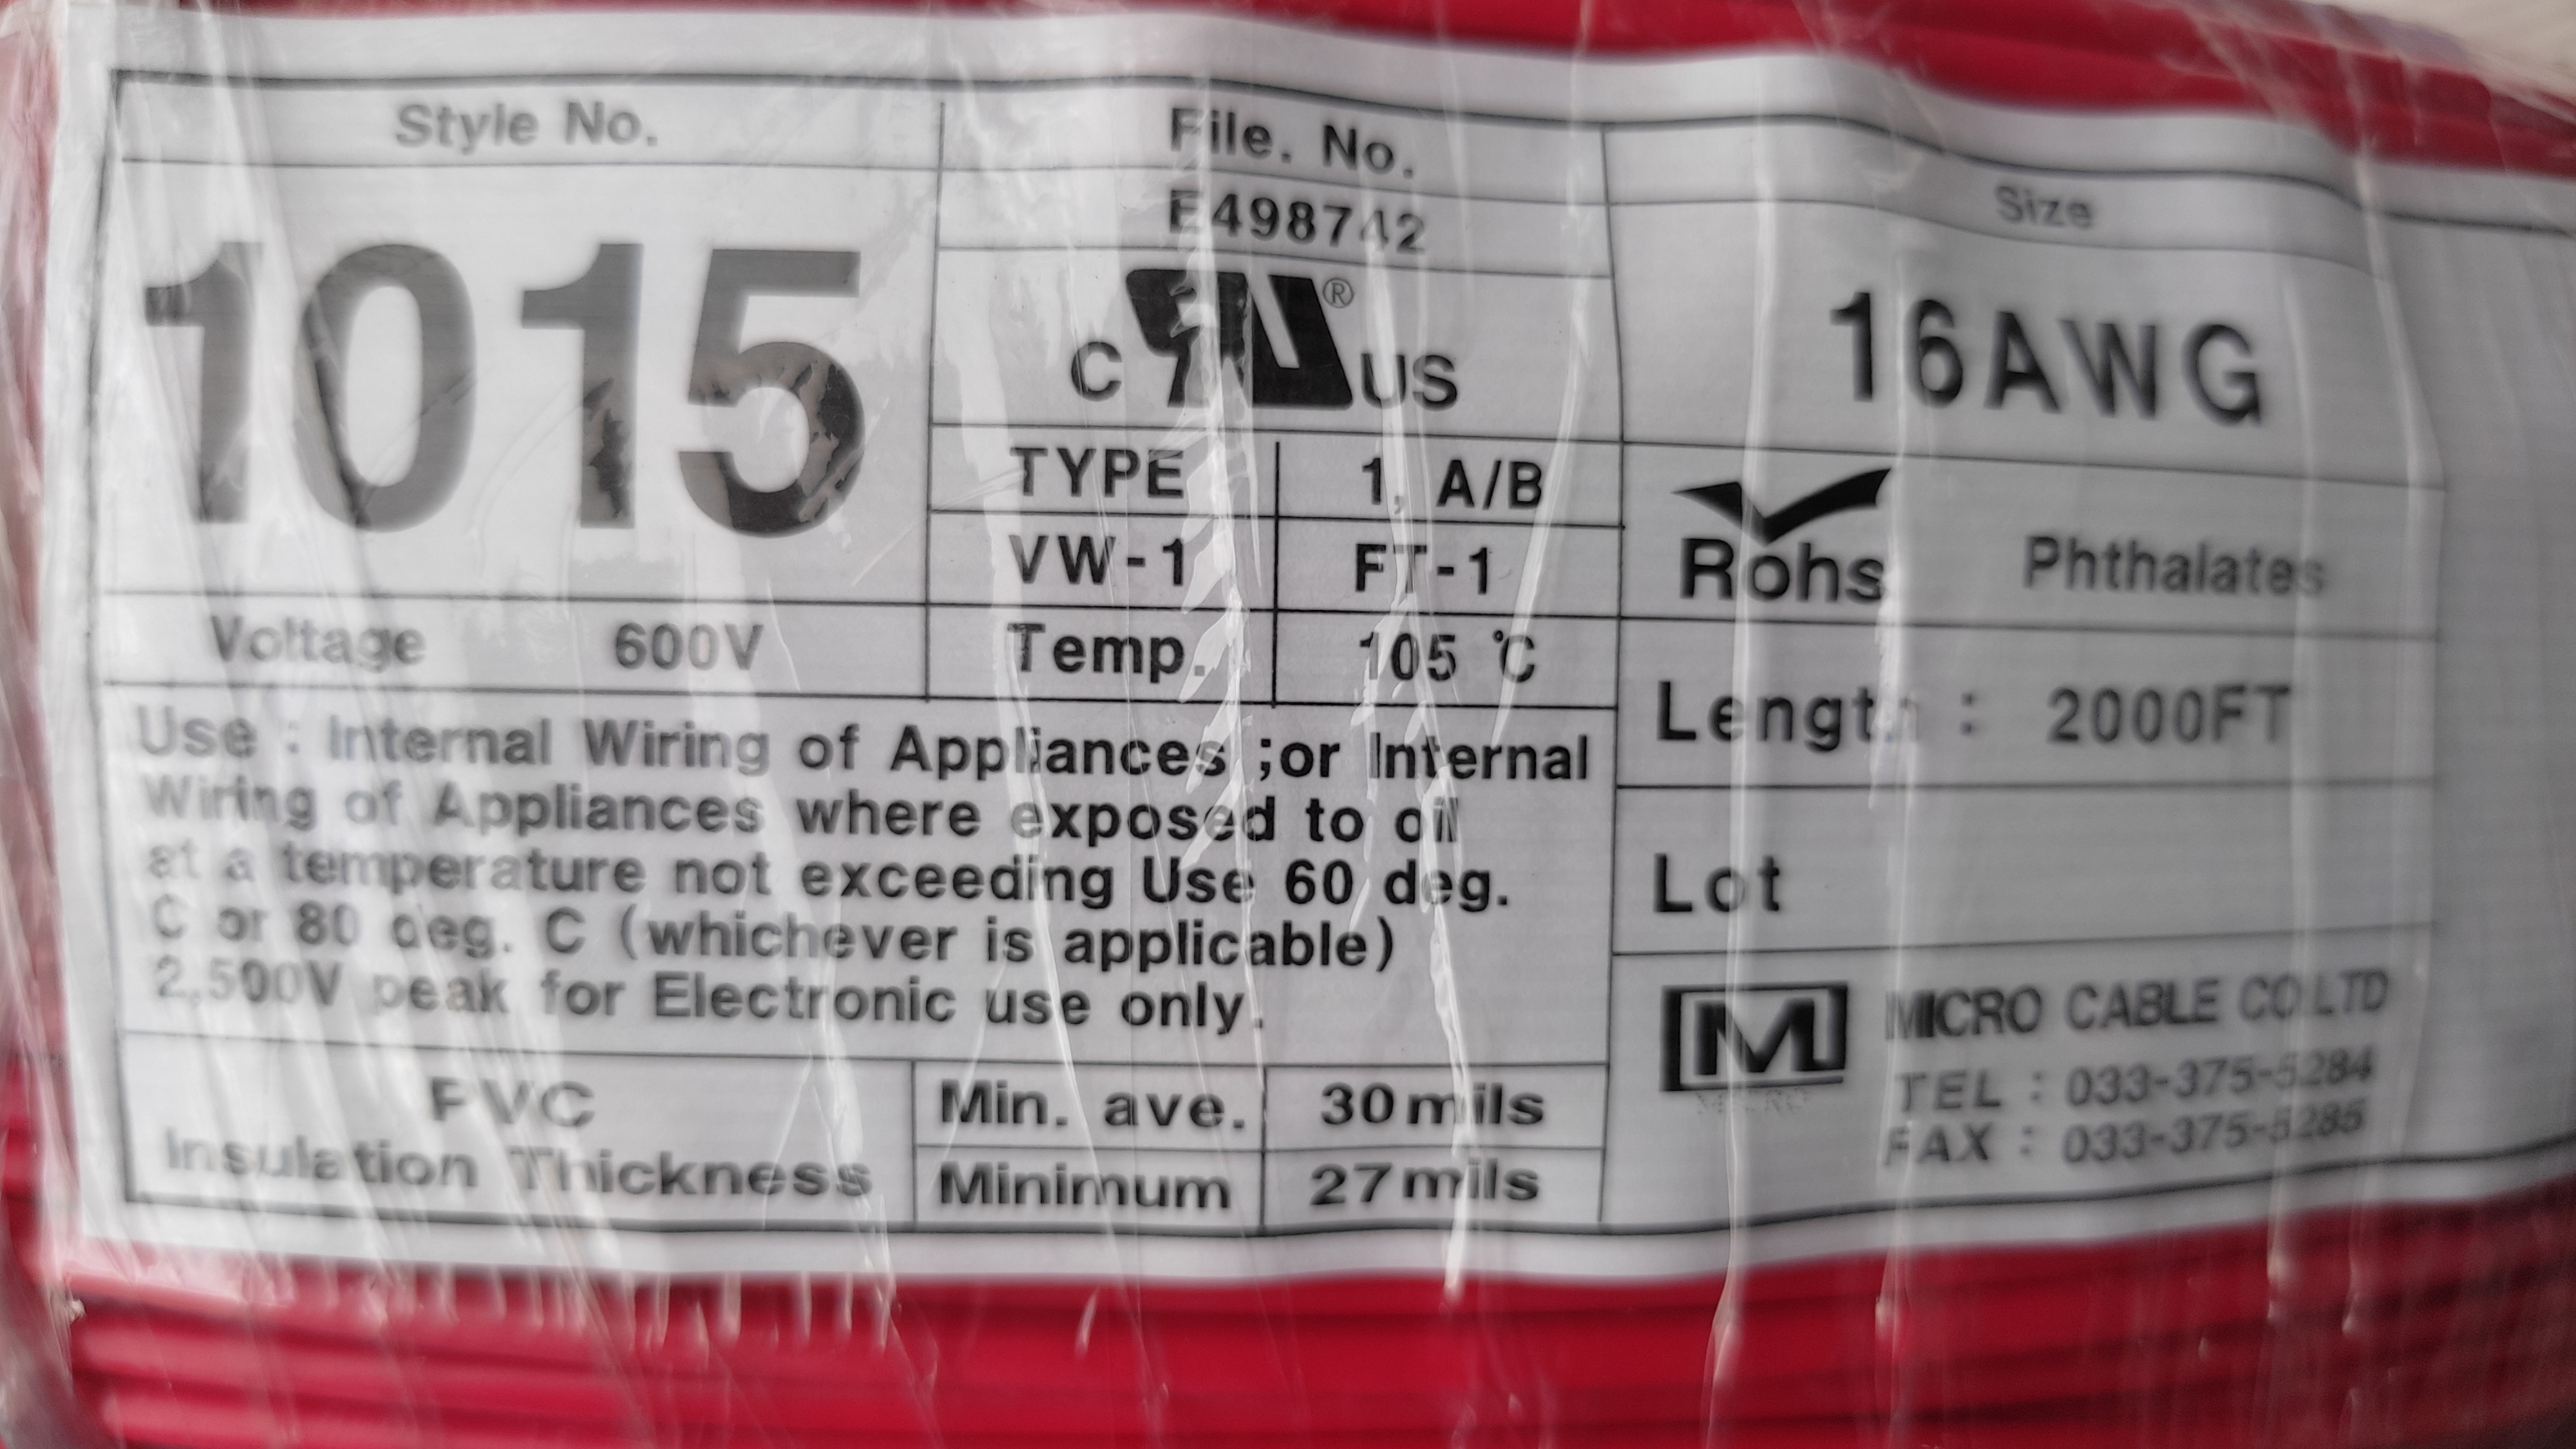 Style No.
1015
Voltage 600V
File. No.
E498742
C RU ® US
TYPE 1, A/B
VW-1 FT-1
Temp. 105 ℃
Use : Internal Wiring of Appliances ;or Internal
Wiring of Appliances where exposed to oil
at a temperature not exceeding Use 60 deg.
C or 80 deg. C (whichever is applicable)
2,500V peak for Electronic use only.
PVC
Insulation Thickness
Min. ave. 30mils
Minimum 27mils
Size
16AWG
Rohs Phthalates
Length : 2000FT
Lot
M MICRO CABLE CO LTD
MICRO
TEL : 033-375-5284
FAX : 033-375-5285